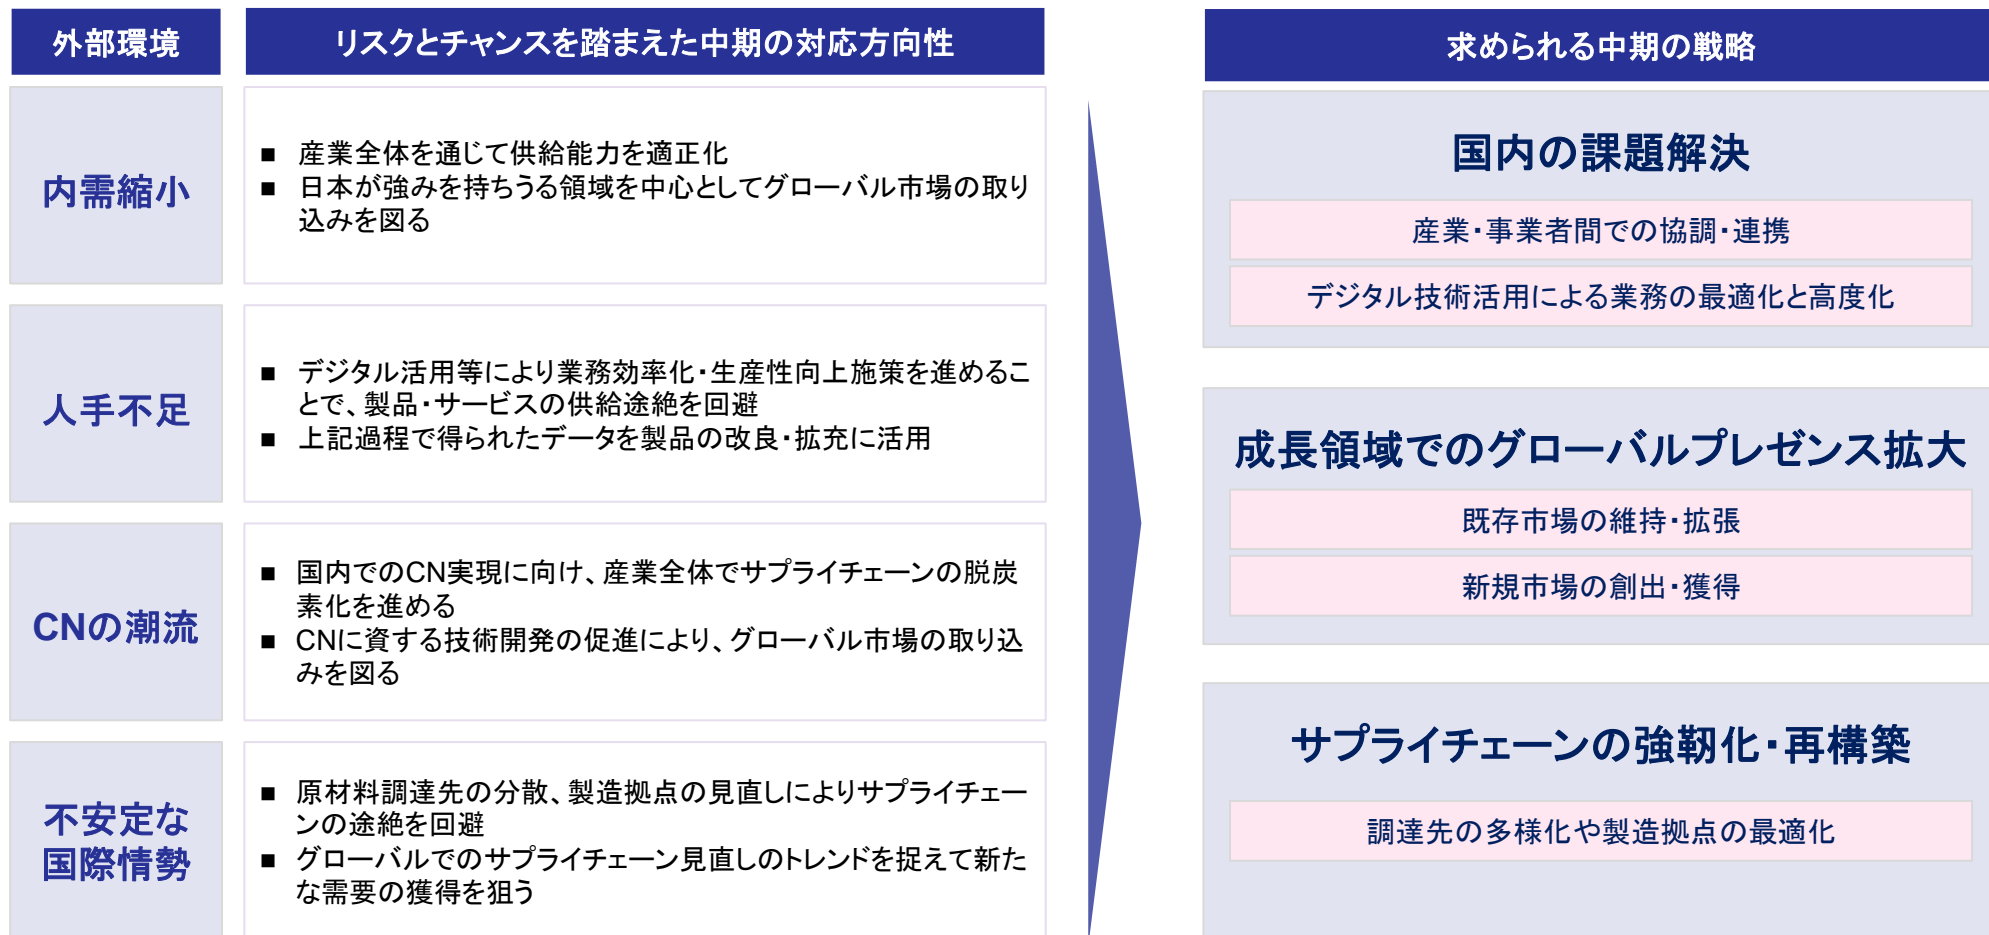 外部環境
リスクとチャンスを踏まえた中期の対応方向性
内需縮小
■ 産業全体を通じて供給能力を適正化
■ 日本が強みを持ちうる領域を中心としてグローバル市場の取り
込みを図る
人手不足
■ デジタル活用等により業務効率化・生産性向上施策を進めるこ
とで、製品・サービスの供給途絶を回避
■ 上記過程で得られたデータを製品の改良・拡充に活用
CNの潮流
■ 国内でのCN実現に向け、産業全体でサプライチェーンの脱炭
素化を進める
■ CNに資する技術開発の促進により、グローバル市場の取り込
みを図る
不安定な
国際情勢
■ 原材料調達先の分散、製造拠点の見直しによりサプライチェー
ンの途絶を回避
■ グローバルでのサプライチェーン見直しのトレンドを捉えて新た
な需要の獲得を狙う
求められる中期の戦略
国内の課題解決
産業・事業者間での協調・連携
デジタル技術活用による業務の最適化と高度化
成長領域でのグローバルプレゼンス拡大
既存市場の維持・拡張
新規市場の創出・獲得
サプライチェーンの強靭化・再構築
調達先の多様化や製造拠点の最適化